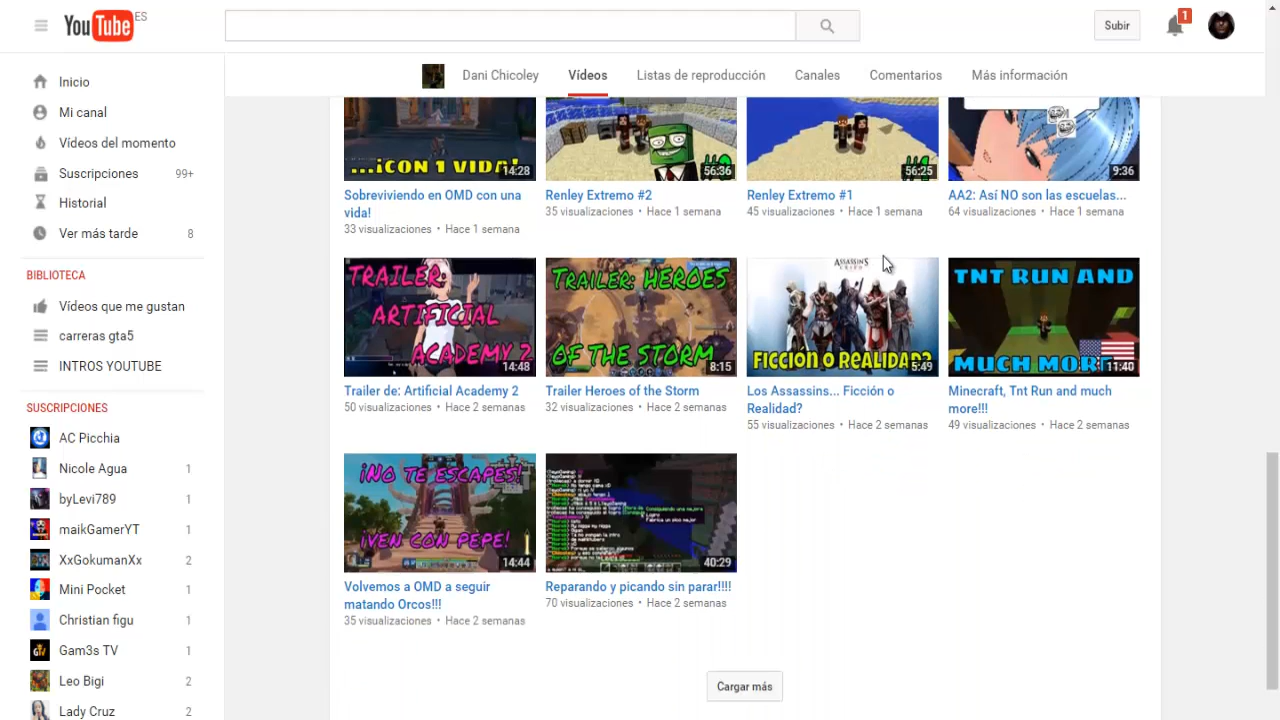 YouTube ES
Subir
1
Inicio
Mi canal
Vídeos del momento
Suscripciones 99+
Historial
Ver más tarde 8
BIBLIOTECA
Vídeos que me gustan
carreras gta5
INTROS YOUTUBE
SUSCRIPCIONES
AC Picchia
Nicole Agua 1
byLevi789 1
maikGamerYT 1
XxGokumanXx 2
Mini Pocket 1
Christian figu 1
Gam3s TV 1
Leo Bigi 2
Lady Cruz 2
Dani Chicoley Vídeos Listas de reproducción Canales Comentarios Más información
...¡CON 1 VIDA!
14:28
Sobreviviendo en OMD con una
vida!
33 visualizaciones • Hace 1 semana
56:36
Renley Extremo #2
35 visualizaciones • Hace 1 semana
56:25
Renley Extremo #1
45 visualizaciones • Hace 1 semana
9:36
AA2: Así NO son las escuelas...
64 visualizaciones • Hace 1 semana
TRAILER:
ARTIFICIAL
ACADEMY 2
14:48
Trailer de: Artificial Academy 2
50 visualizaciones • Hace 2 semanas
TRAILER: HEROES
OF THE STORM
8:15
Trailer Heroes of the Storm
32 visualizaciones • Hace 2 semanas
ASSASSIN'S
CREED
FICCION O REALIDAD?
5:49
Los Assassins... Ficción o
Realidad?
55 visualizaciones • Hace 2 semanas
TNT RUN AND
MUCH MORE
11:40
Minecraft, Tnt Run and much
more!!!
49 visualizaciones • Hace 2 semanas
¡NO TE ESCAPES!
¡VEN CON PEPE!
14:44
Volvemos a OMD a seguir
matando Orcos!!!
35 visualizaciones • Hace 2 semanas
40:29
Reparando y picando sin parar!!!!
70 visualizaciones • Hace 2 semanas
Cargar más